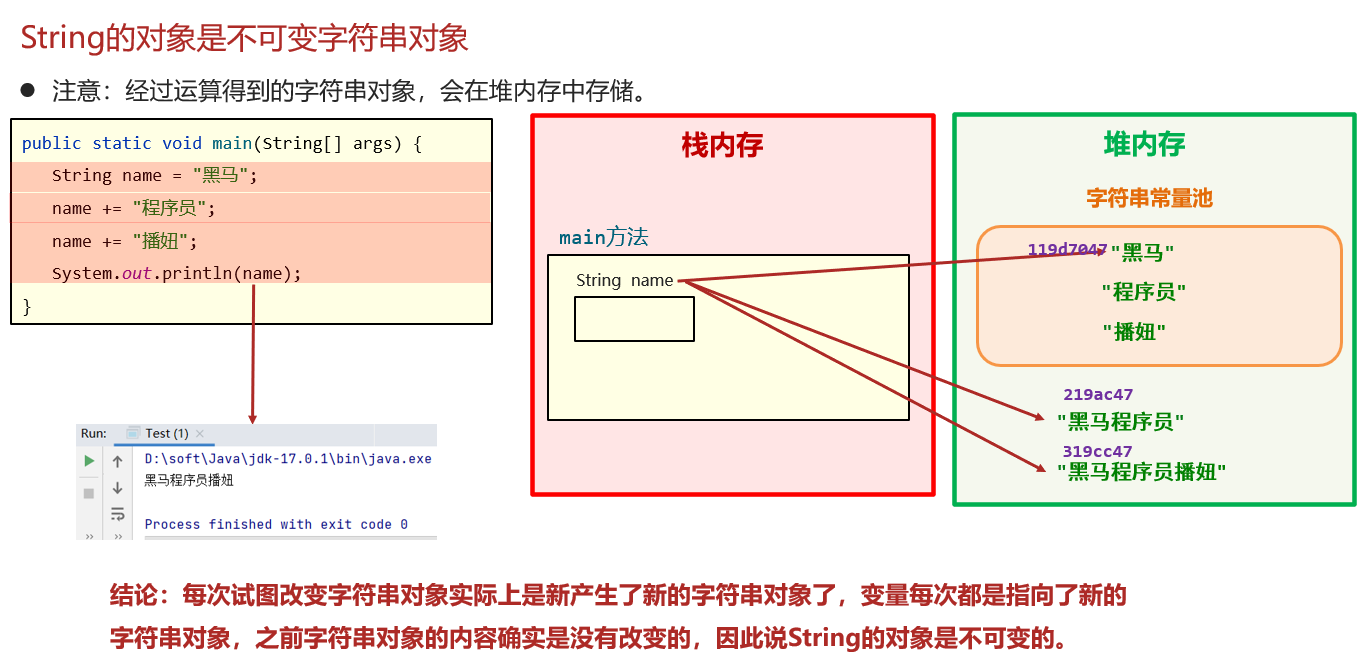 String的对象是不可变字符串对象
● 注意：经过运算得到的字符串对象，会在堆内存中存储。
public static void main(String[] args) {
String name = "黑马";
name += "程序员";
name += "播妞";
System.out.println(name);
}
Run: Test (1) ×
D:\soft\Java\jdk-17.0.1\bin\java.exe
黑马程序员播妞
Process finished with exit code 0
栈内存
main方法
String name
堆内存
字符串常量池
119d7047 "黑马"
"程序员"
"播妞"
219ac47
"黑马程序员"
319cc47
"黑马程序员播妞"
结论：每次试图改变字符串对象实际上是新产生了新的字符串对象了，变量每次都是指向了新的
字符串对象，之前字符串对象的内容确实是没有改变的，因此说String的对象是不可变的。